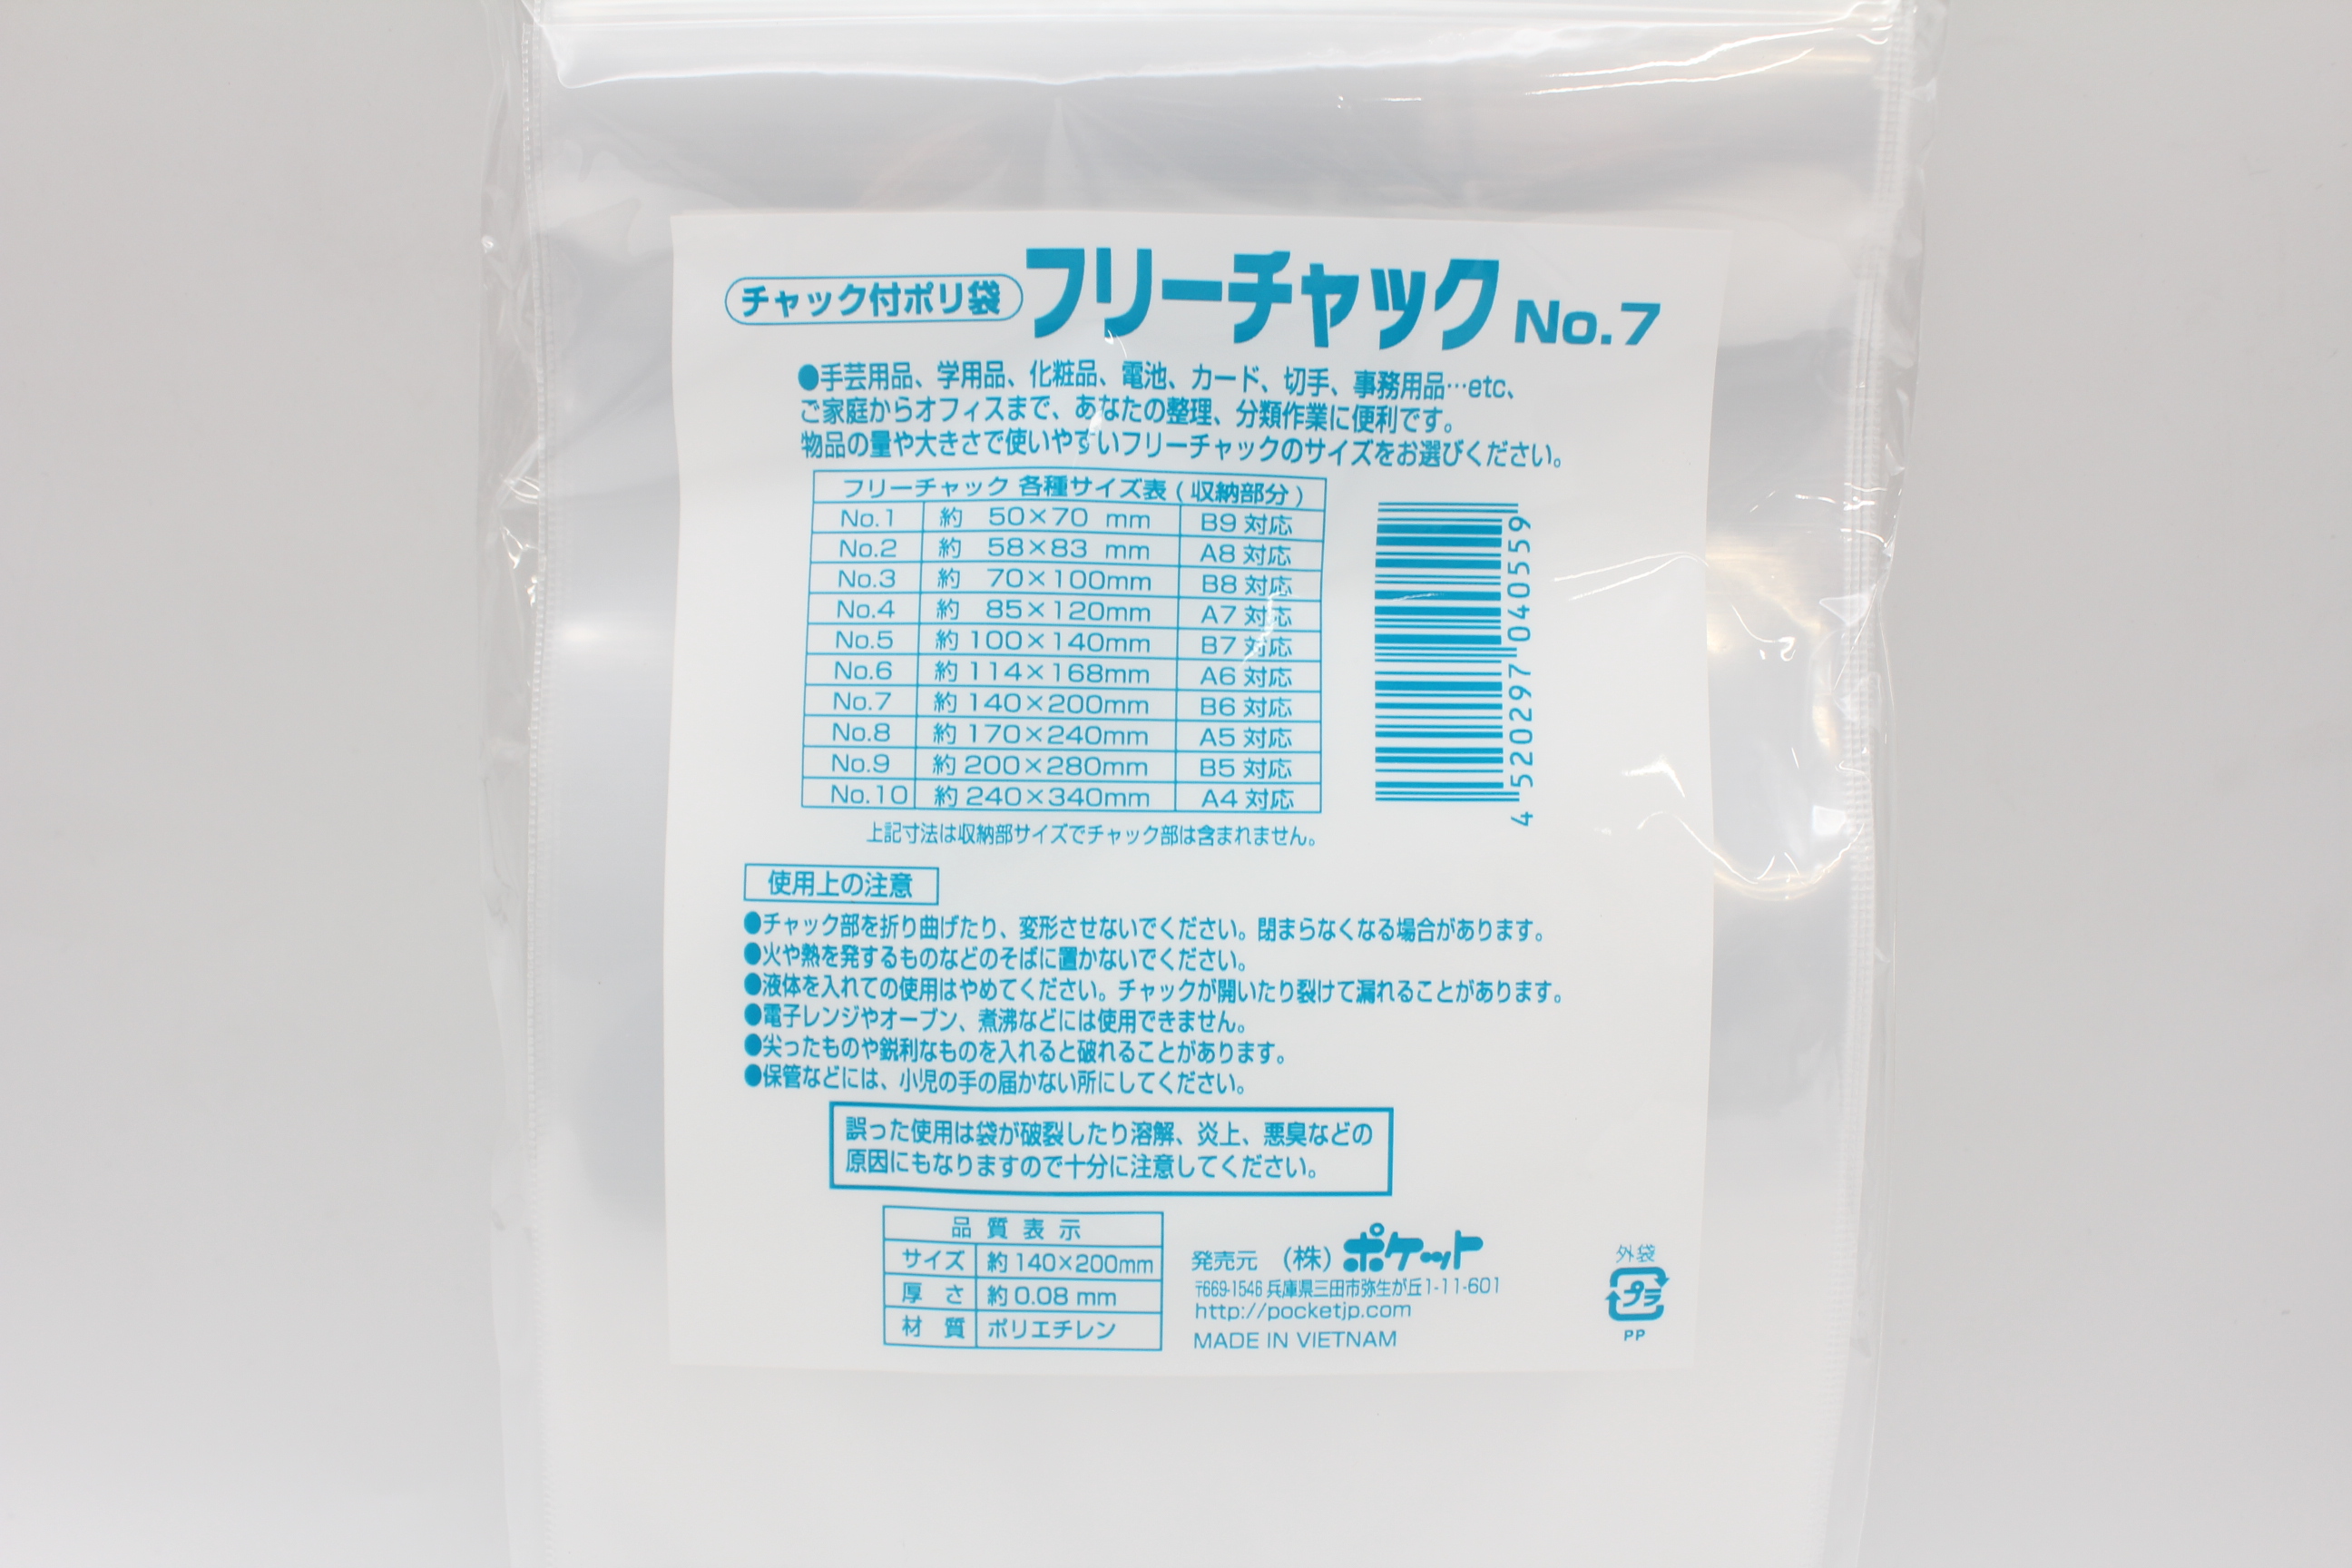 チャック付ポリ袋 フリーチャック No.7
●手芸用品、学用品、化粧品、電池、カード、切手、事務用品…etc、
ご家庭からオフィスまで、あなたの整理、分類作業に便利です。
物品の量や大きさで使いやすいフリーチャックのサイズをお選びください。
フリーチャック 各種サイズ表 ( 収納部分 )
No.1 約 50×70 mm B9 対応
No.2 約 58×83 mm A8 対応
No.3 約 70×100mm B8 対応
No.4 約 85×120mm A7 対応
No.5 約 100×140mm B7 対応
No.6 約 114×168mm A6 対応
No.7 約 140×200mm B6 対応
No.8 約 170×240mm A5 対応
No.9 約 200×280mm B5 対応
No.10 約 240×340mm A4 対応
上記寸法は収納部サイズでチャック部は含まれません。
4 520297 040559
使用上の注意
●チャック部を折り曲げたり、変形させないでください。閉まらなくなる場合があります。
●火や熱を発するものなどのそばに置かないでください。
●液体を入れての使用はやめてください。チャックが開いたり裂けて漏れることがあります。
●電子レンジやオーブン、煮沸などには使用できません。
●尖ったものや鋭利なものを入れると破れることがあります。
●保管などには、小児の手の届かない所にしてください。
誤った使用は袋が破裂したり溶解、炎上、悪臭などの
原因にもなりますので十分に注意してください。
品質表示
サイズ 約 140×200mm
厚さ 約 0.08 mm
材質 ポリエチレン
発売元 (株) ポケット
〒669-1546 兵庫県三田市弥生が丘1-11-601
http://pocketjp.com
MADE IN VIETNAM
外袋
プラ
PP